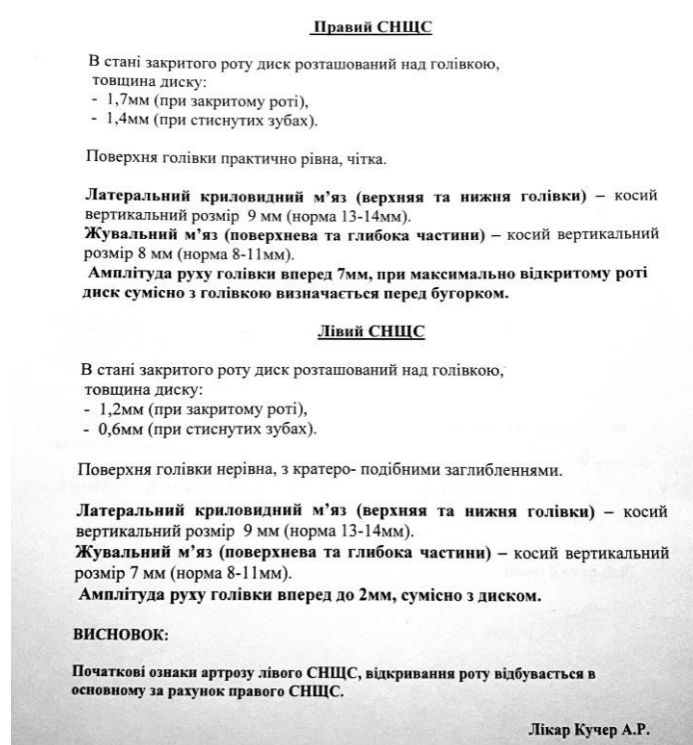 Правий СНЩС
В стані закритого роту диск розташований над голівкою,
товщина диску:
- 1,7мм (при закритому роті),
- 1,4мм (при стиснутих зубах).
Поверхня голівки практично рівна, чітка.
Латеральний криловидний м’яз (верхняя та нижня голівки) – косий
вертикальний розмір 9 мм (норма 13-14мм).
Жувальний м’яз (поверхнева та глибока частини) – косий вертикальний
розмір 8 мм (норма 8-11мм).
Амплітуда руху голівки вперед 7мм, при максимально відкритому роті
диск сумісно з голівкою визначається перед бугорком.
Лівий СНЩС
В стані закритого роту диск розташований над голівкою,
товщина диску:
- 1,2мм (при закритому роті),
- 0,6мм (при стиснутих зубах).
Поверхня голівки нерівна, з кратеро- подібними заглибленнями.
Латеральний криловидний м’яз (верхняя та нижня голівки) – косий
вертикальний розмір 9 мм (норма 13-14мм).
Жувальний м’яз (поверхнева та глибока частини) – косий вертикальний
розмір 7 мм (норма 8-11мм).
Амплітуда руху голівки вперед до 2мм, сумісно з диском.
ВИСНОВОК:
Початкові ознаки артрозу лівого СНЩС, відкривання роту відбувається в
основному за рахунок правого СНЩС.
Лікар Кучер А.Р.